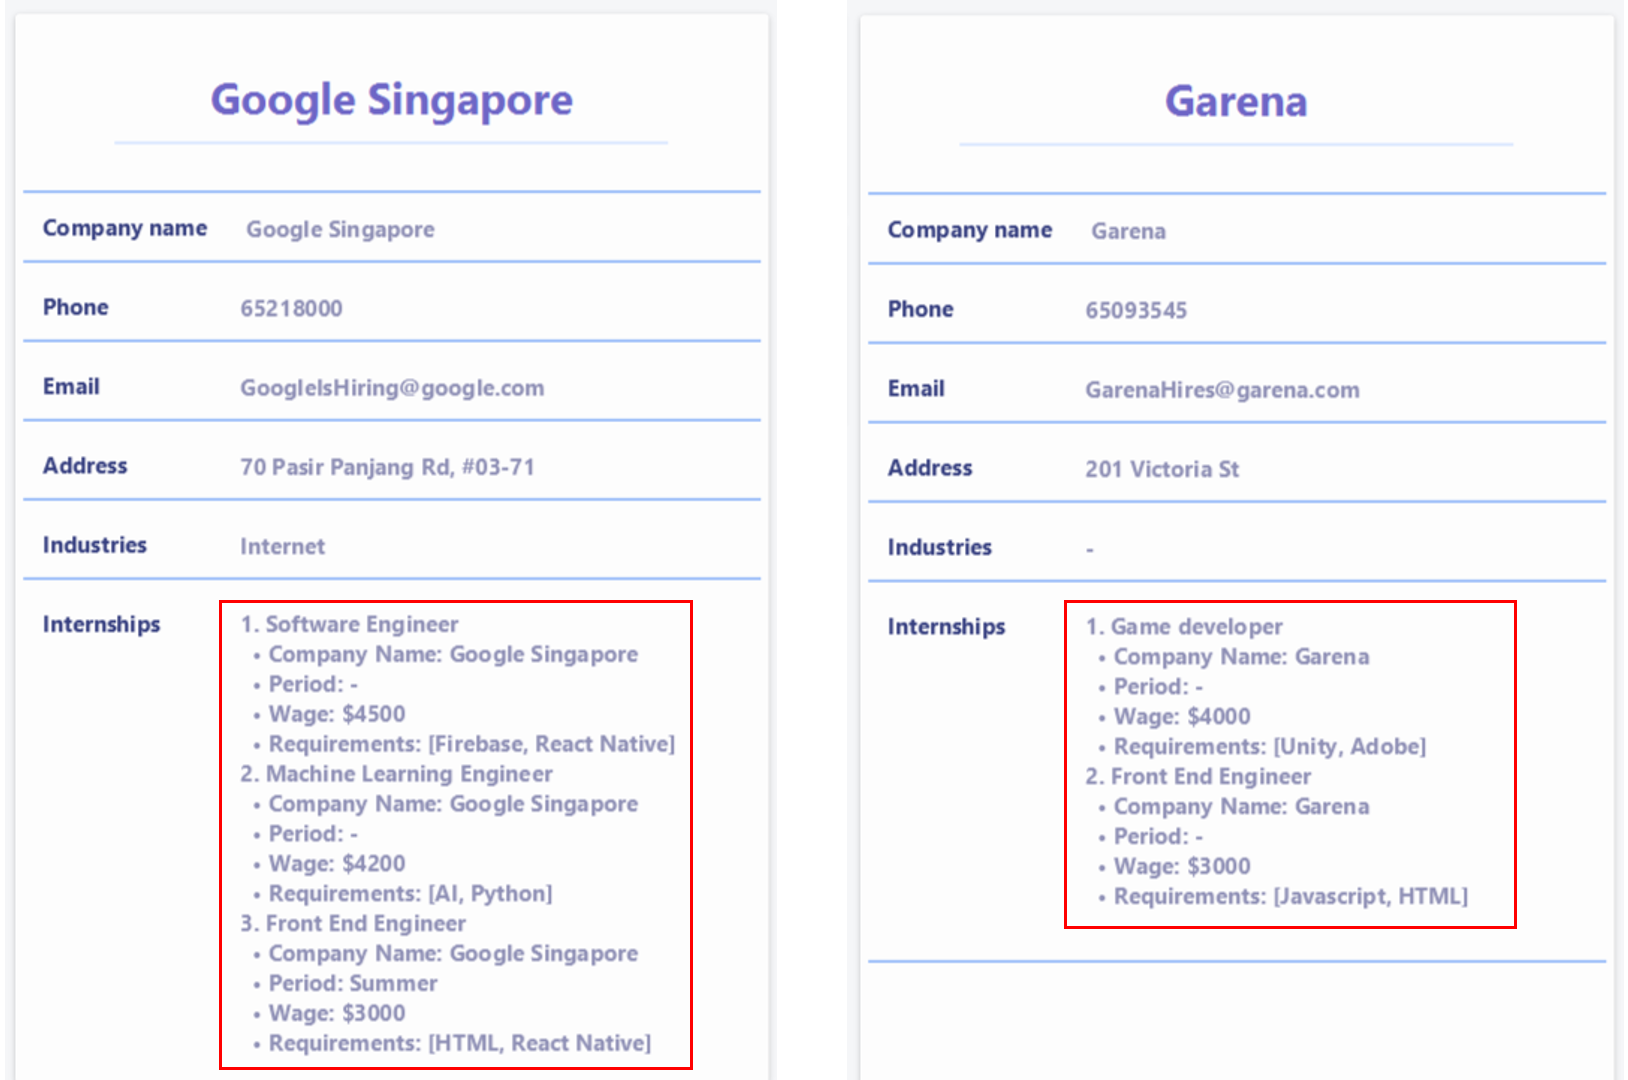 Google Singapore
Company name Google Singapore
Phone 65218000
Email GoogleIsHiring@google.com
Address 70 Pasir Panjang Rd, #03-71
Industries Internet
Internships 1. Software Engineer
• Company Name: Google Singapore
• Period: -
• Wage: $4500
• Requirements: [Firebase, React Native]
2. Machine Learning Engineer
• Company Name: Google Singapore
• Period: -
• Wage: $4200
• Requirements: [AI, Python]
3. Front End Engineer
• Company Name: Google Singapore
• Period: Summer
• Wage: $3000
• Requirements: [HTML, React Native]
Garena
Company name Garena
Phone 65093545
Email GarenaHires@garena.com
Address 201 Victoria St
Industries -
Internships 1. Game developer
• Company Name: Garena
• Period: -
• Wage: $4000
• Requirements: [Unity, Adobe]
2. Front End Engineer
• Company Name: Garena
• Period: -
• Wage: $3000
• Requirements: [Javascript, HTML]